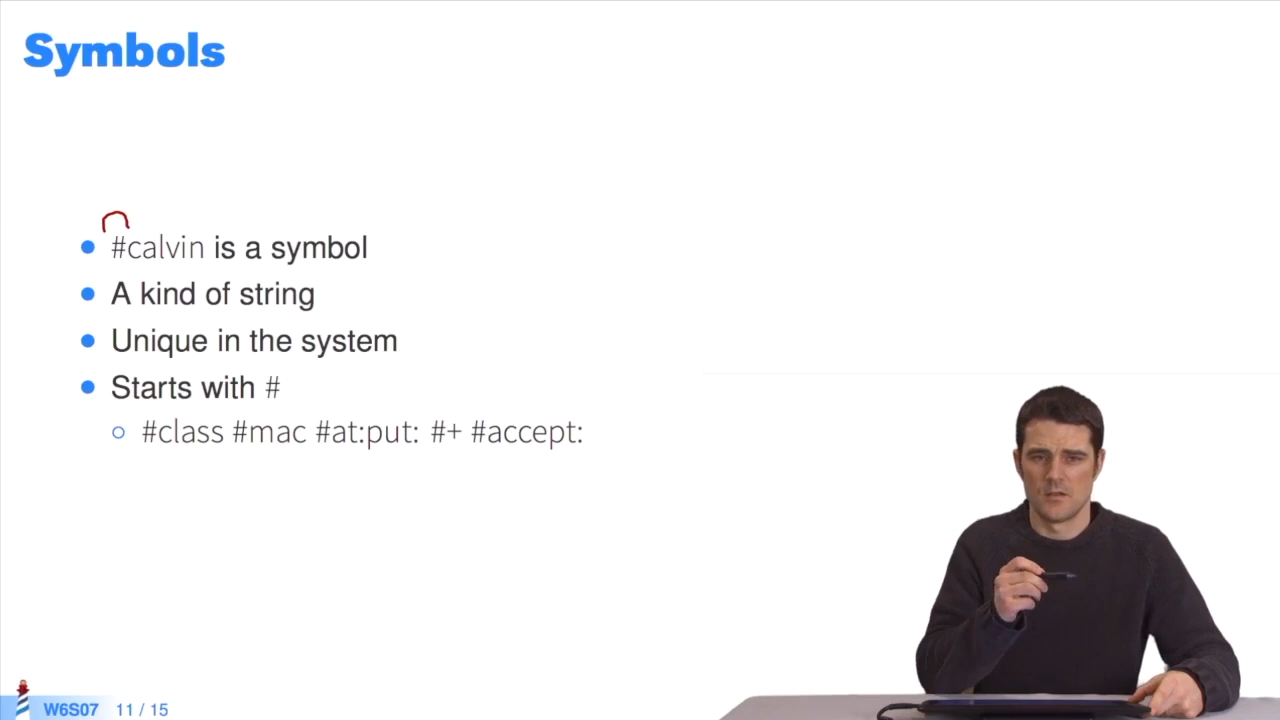 Symbols
#calvin is a symbol
A kind of string
Unique in the system
Starts with #
#class #mac #at:put: #+ #accept:
W6S07 11 / 15